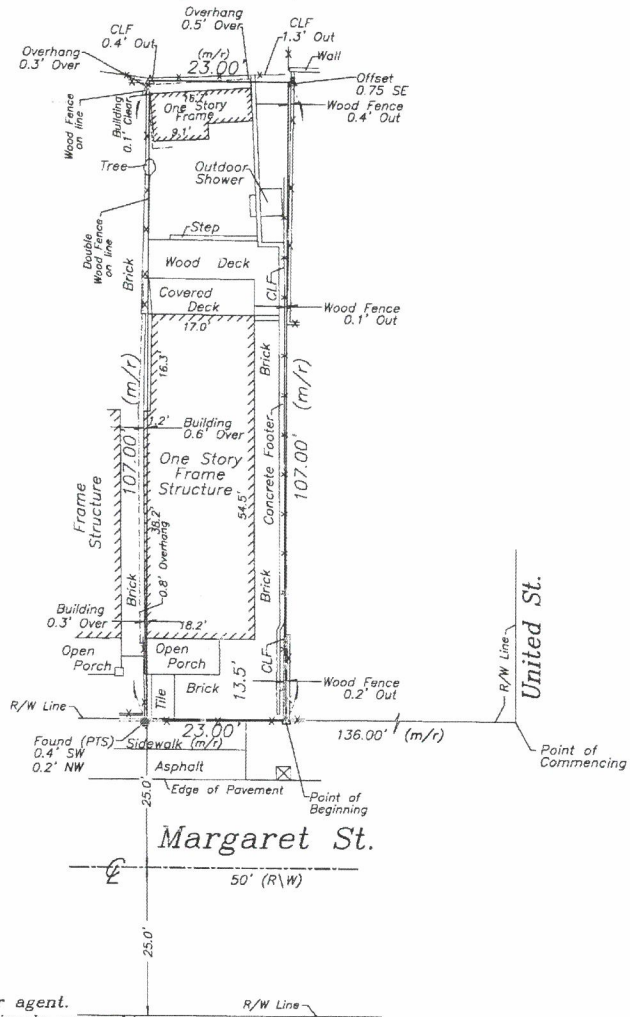 Overhang
0.5' Over
CLF
0.4' Out
CLF
1.3' Out
Overhang
0.3' Over
(m/r)
23.00'
Wall
Offset
0.75 SE
Wood Fence
on line
Building
0.1' Clear
One Story
Frame
9.1'
Wood Fence
0.4' Out
Tree
Outdoor
Shower
Double
Wood Fence
on line
Step
Wood Deck
Brick
CLF
Covered
Deck
Wood Fence
0.1' Out
17.0'
16.3'
Brick
107.00' (m/r)
107.00' (m/r)
1.2'
Building
0.6' Over
Concrete Footer
One Story
Frame
Structure
54.5'
Frame
Structure
38.2'
0.8' Overhang
Brick
Brick
Building
0.3' Over
18.2'
Open
Porch
Open
Porch
CLF
13.5'
Brick
Tile
Wood Fence
0.2' Out
R/W Line
United St.
R/W Line
23.00'
(m/r)
136.00' (m/r)
Found (PTS)
0.4' SW
0.2' NW
Sidewalk
Point of
Commencing
Asphalt
Edge of Pavement
Point of
Beginning
25.0'
Margaret St.
50' (R\W)
25.0'
r agent.
R/W Line